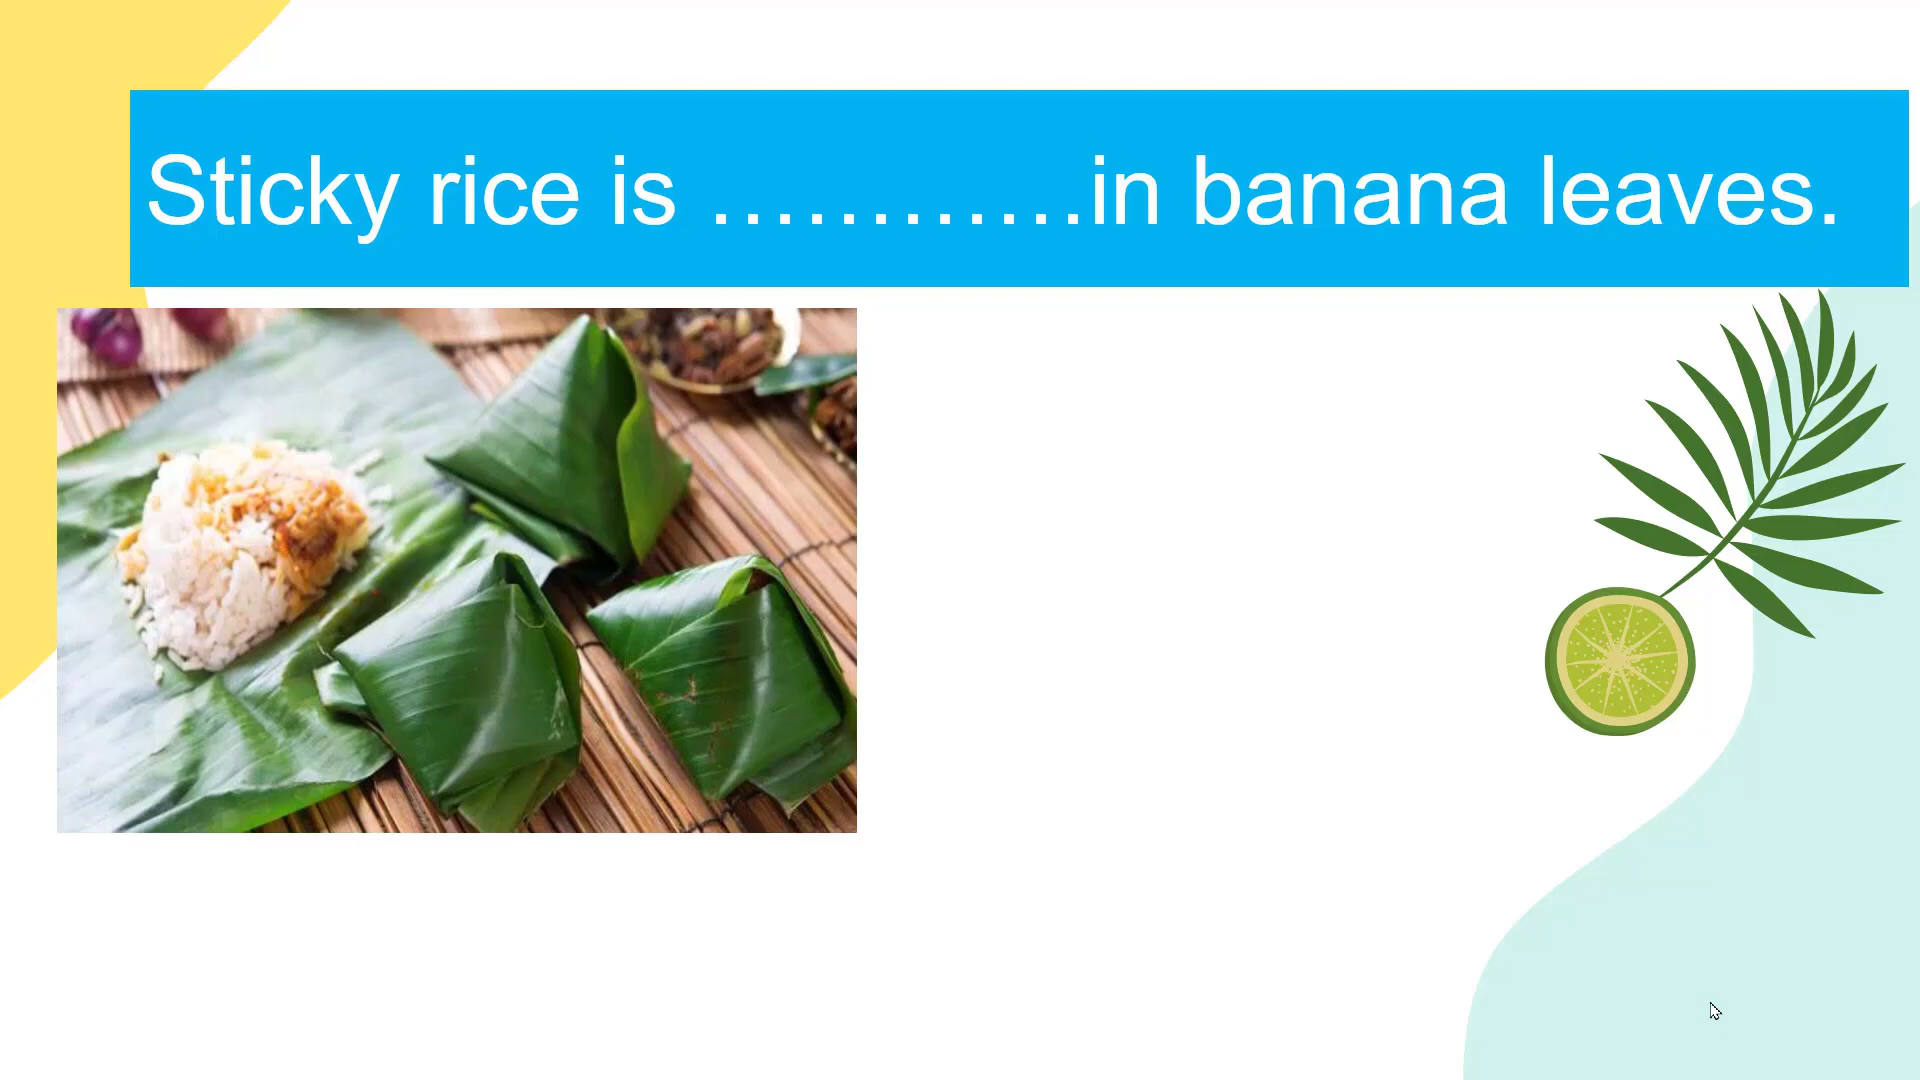 Sticky rice is …………in banana leaves.